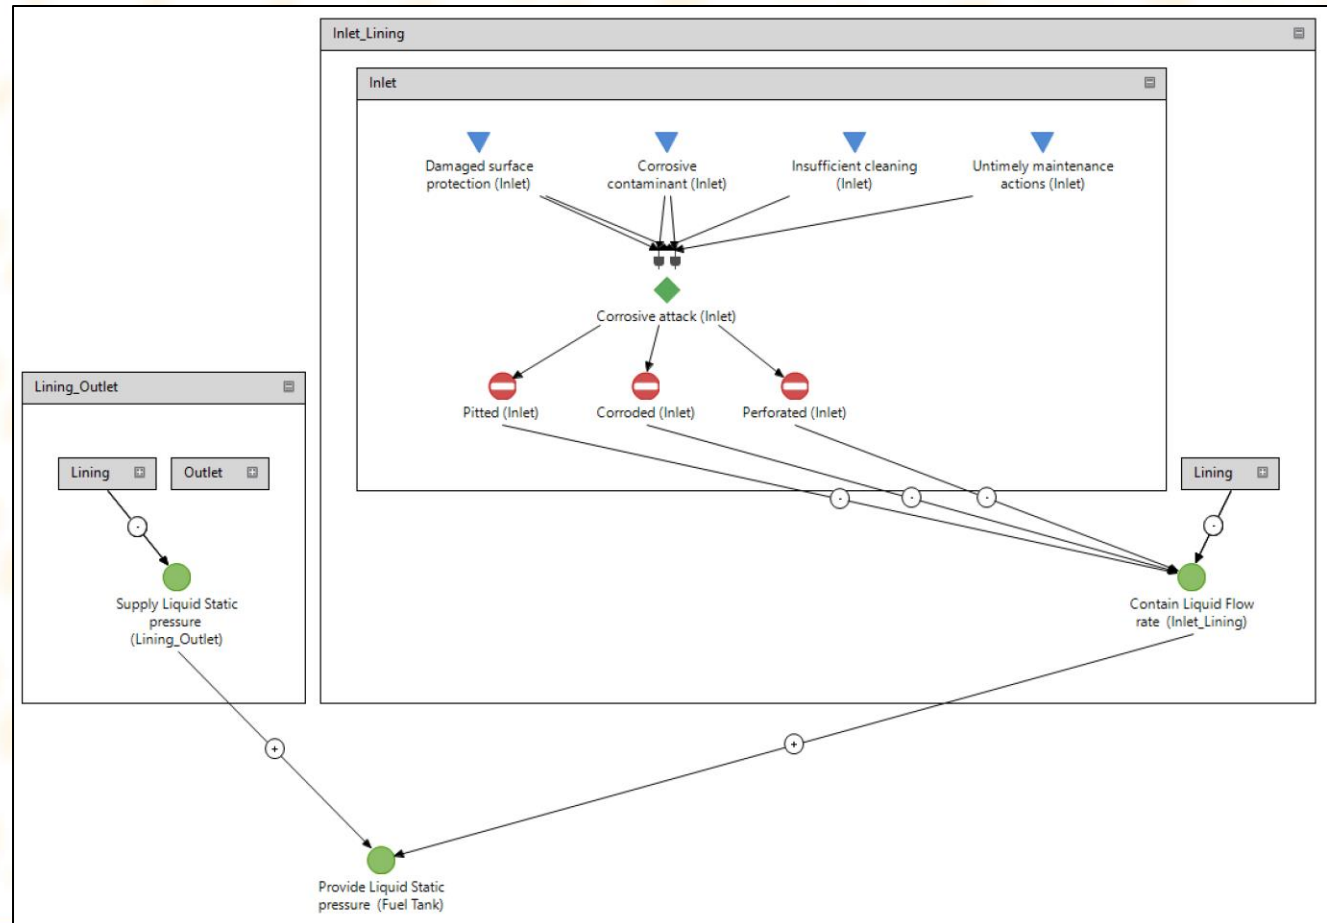 Inlet_Lining
Inlet
Damaged surface
protection (Inlet)
Corrosive
contaminant (Inlet)
Insufficient cleaning
(Inlet)
Untimely maintenance
actions (Inlet)
Corrosive attack (Inlet)
Pitted (Inlet)
Corroded (Inlet)
Perforated (Inlet)
Lining_Outlet
Lining
Outlet
Lining
-
-
-
-
-
Supply Liquid Static
pressure
(Lining_Outlet)
Contain Liquid Flow
rate (Inlet_Lining)
+
+
Provide Liquid Static
pressure (Fuel Tank)